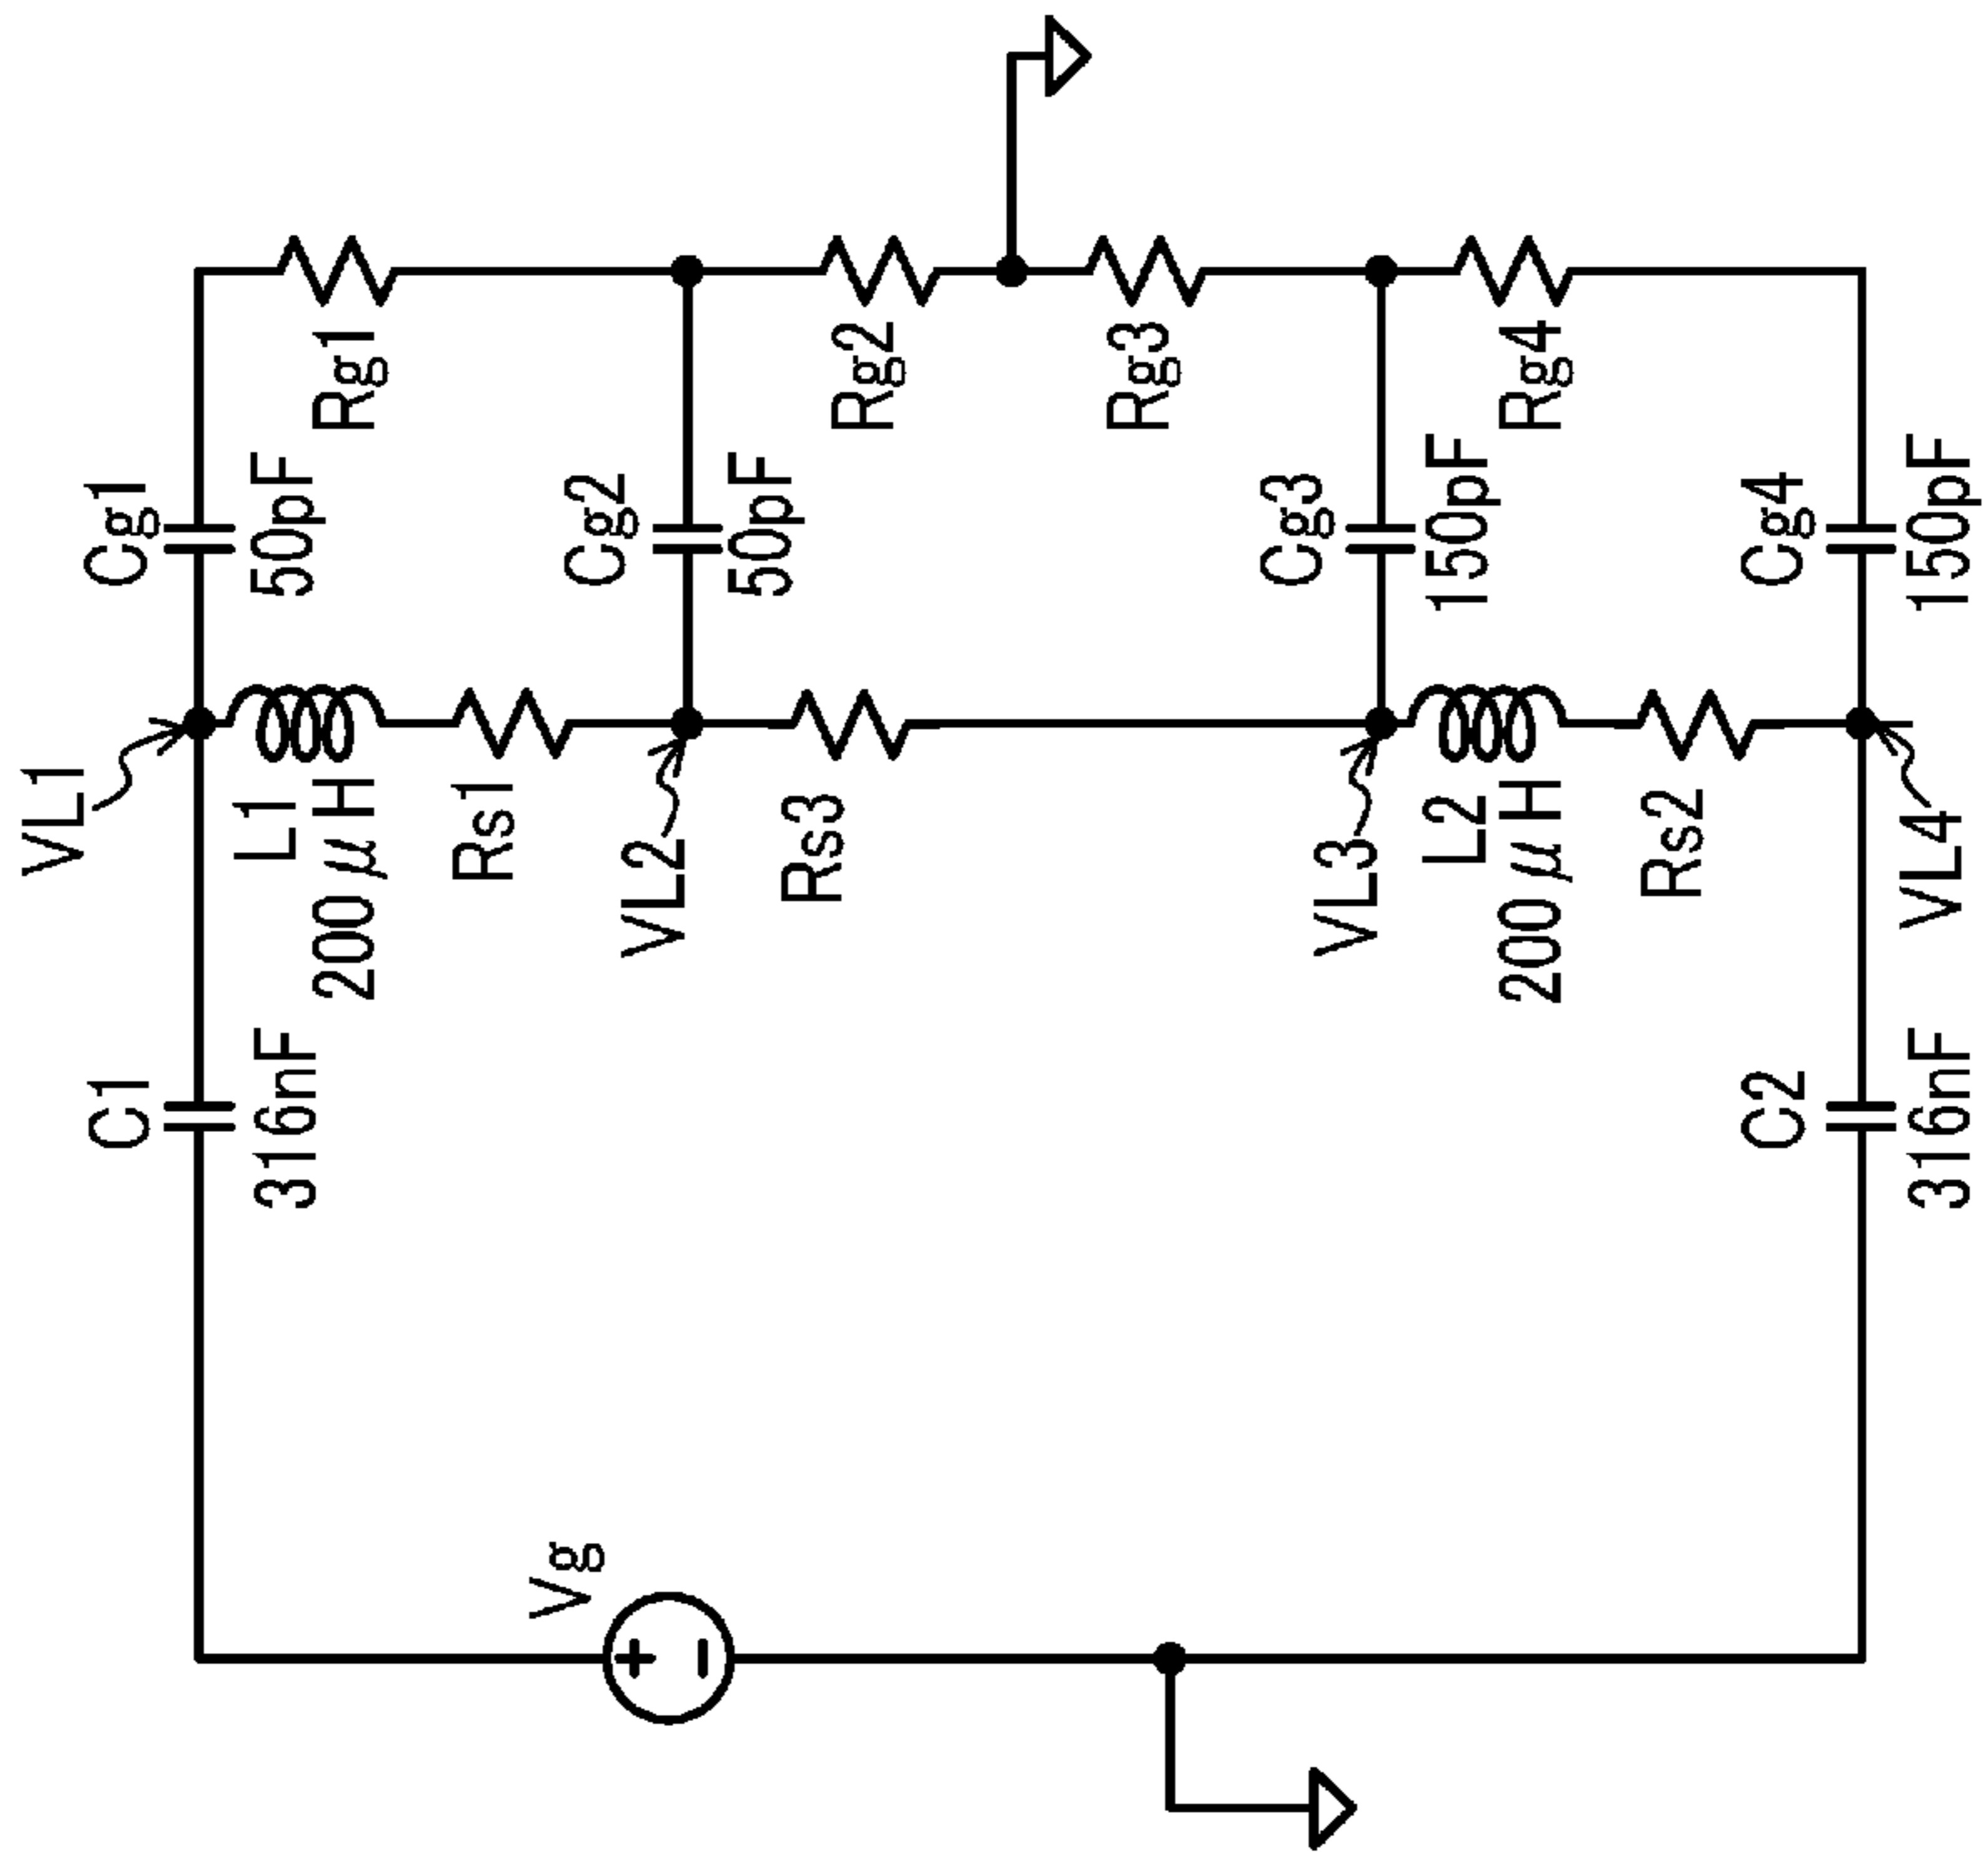 VL1
C1
316nF
L1
200μH
Cg1
50pF
Rg1
Rs1
Vg
VL2
Cg2
50pF
Rs3
Rg2
Rg3
VL3
Cg3
150pF
L2
200μH
Rg4
Rs2
C2
316nF
VL4
Cg4
150pF